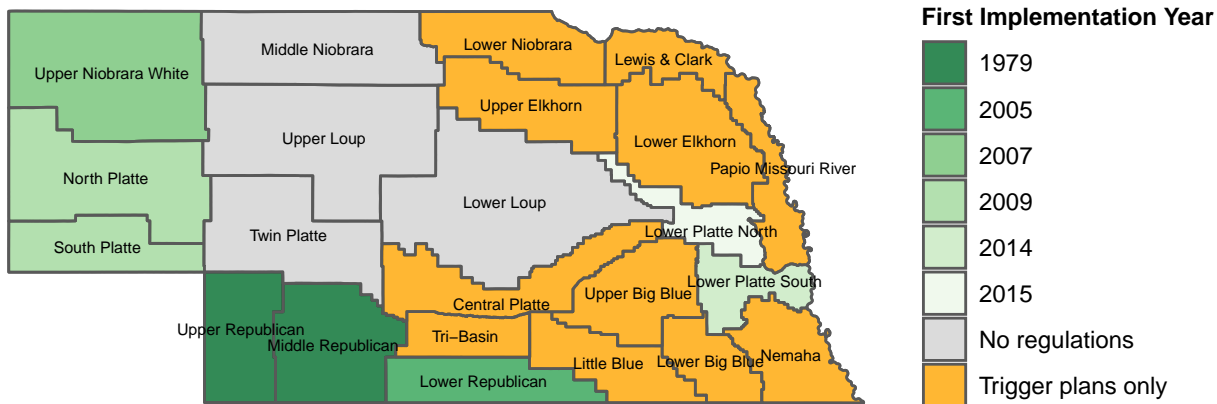 First Implementation Year
1979
2005
2007
2009
2014
2015
No regulations
Trigger plans only
Middle Niobrara
Lower Niobrara
Lewis & Clark
Upper Niobrara White
Upper Elkhorn
Upper Loup
Lower Elkhorn
Papio Missouri River
North Platte
Lower Loup
Twin Platte
Lower Platte North
South Platte
Lower Platte South
Upper Big Blue
Central Platte
Upper Republican
Middle Republican
Tri−Basin
Little Blue
Lower Big Blue
Nemaha
Lower Republican